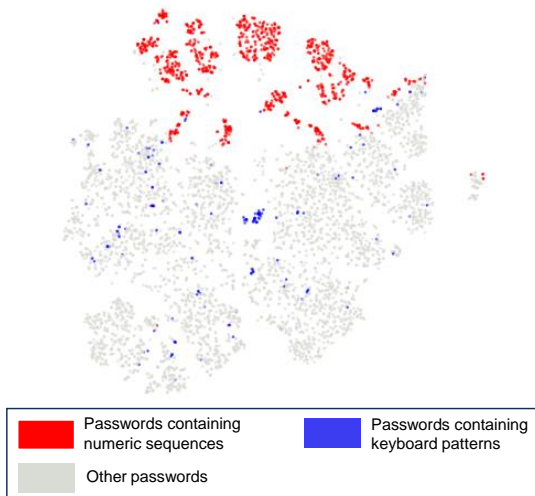 Passwords containing
numeric sequences
Passwords containing
keyboard patterns
Other passwords